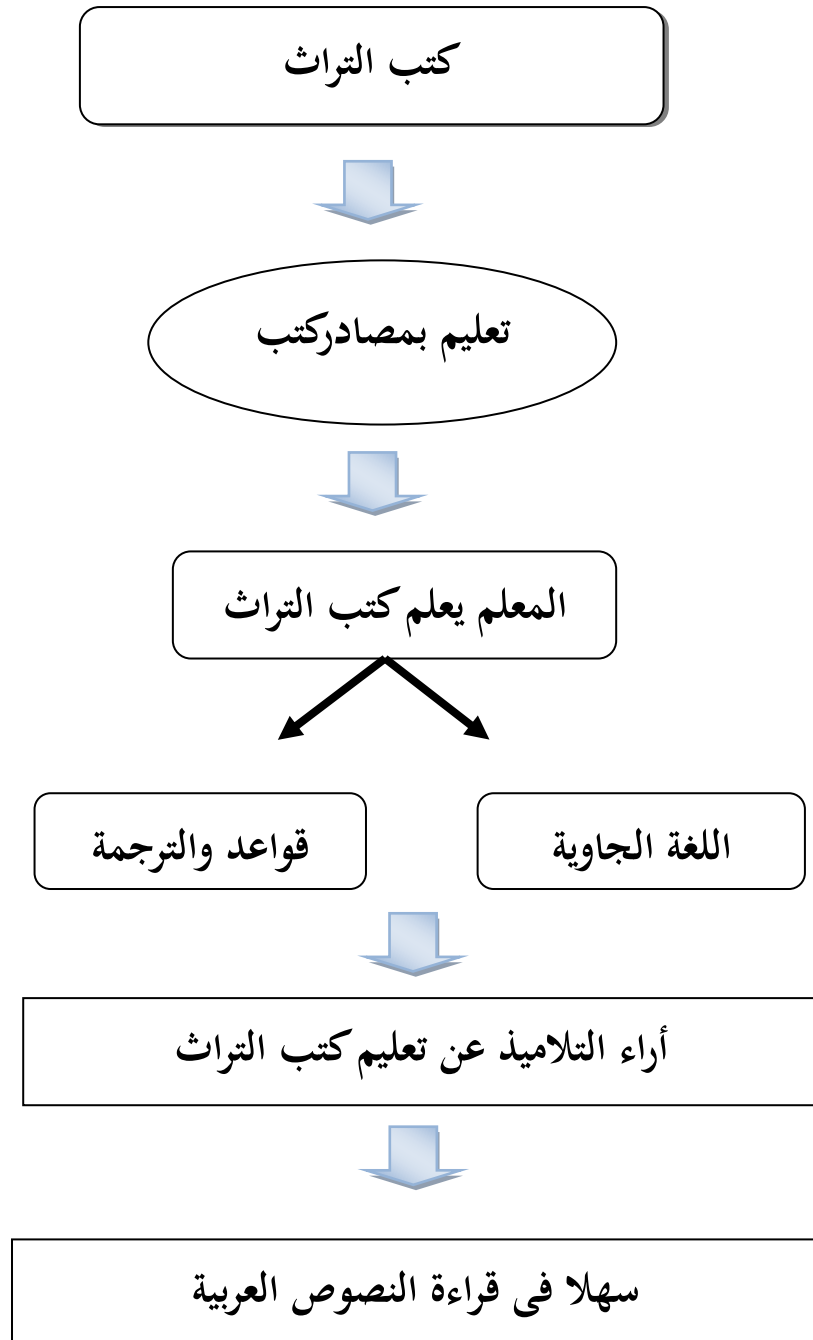 كتب التراث
تعليم بمصادركتب
المعلم يعلم كتب التراث
اللغة الجاوية
قواعد والترجمة
أراء التلاميذ عن تعليم كتب التراث
سهلا فى قراءة النصوص العربية